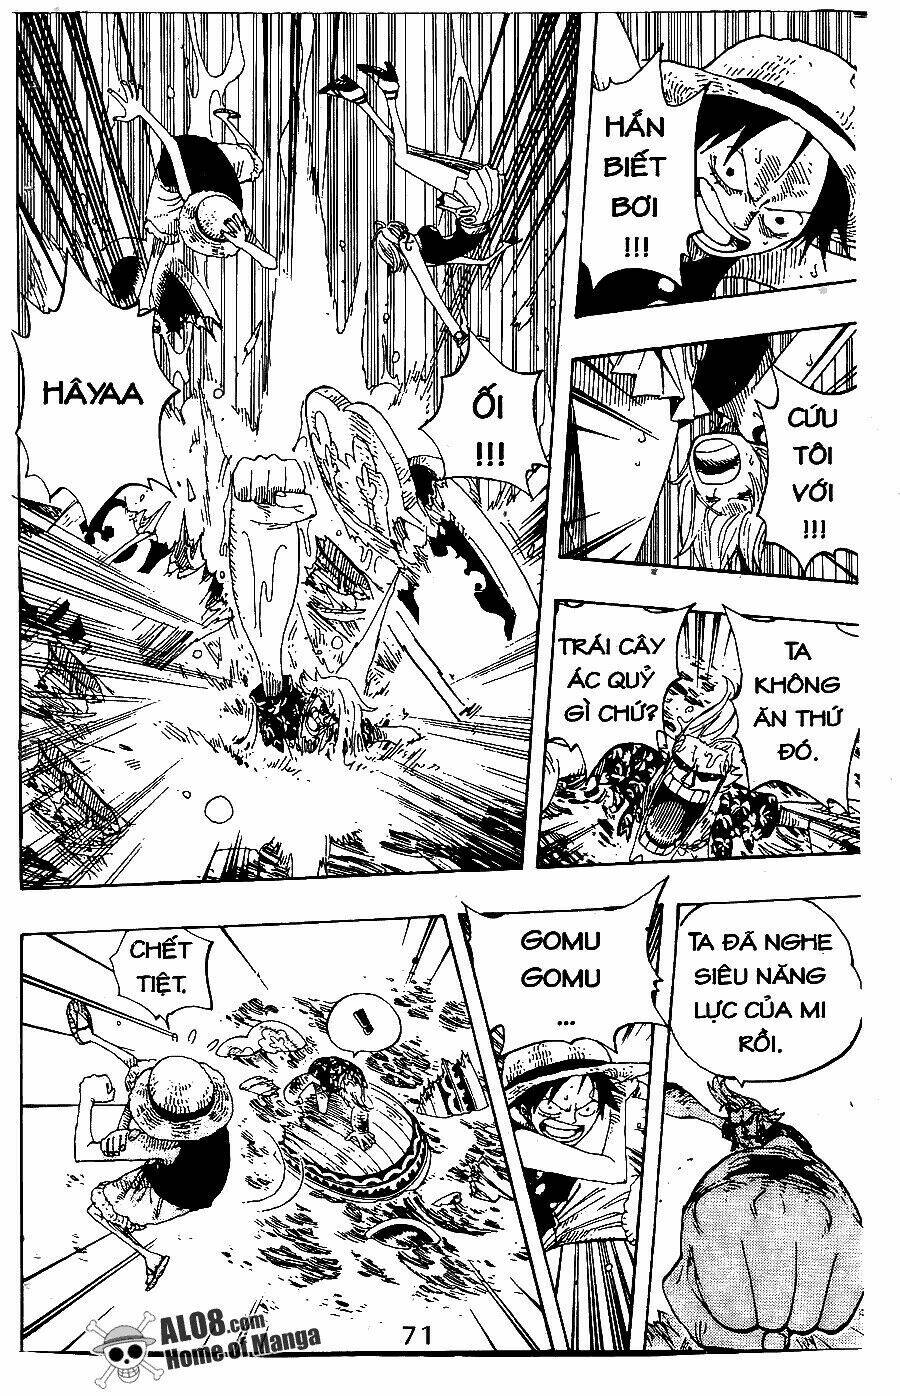 HẮN
BIẾT
BƠI
!!!
HÂYAA
ỐI
!!!
CỨU
TÔI
VỚI
!!!
TRÁI CÂY
ÁC QUỶ
GÌ CHỨ?
TA
KHÔNG
ĂN THỨ
ĐÓ.
CHẾT
TIỆT.
!
GOMU
GOMU
...
TA ĐÃ NGHE
SIÊU NĂNG
LỰC CỦA MI
RỒI.
71
ALO8.com
Home of Manga